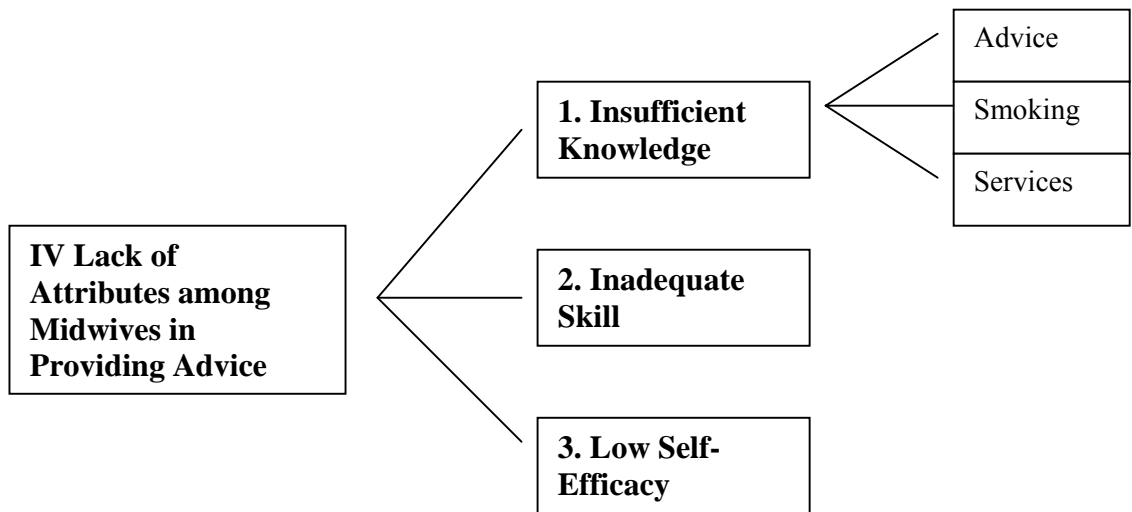 IV Lack of
Attributes among
Midwives in
Providing Advice
1. Insufficient
Knowledge
Advice
Smoking
Services
2. Inadequate
Skill
3. Low Self-
Efficacy